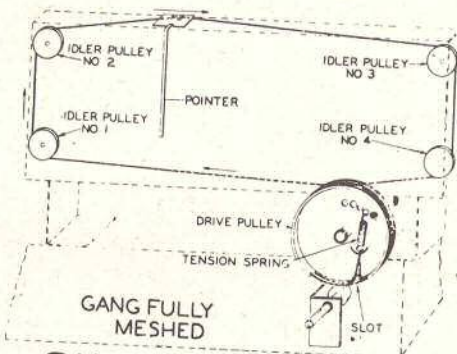 IDLER PULLEY
NO 2
IDLER PULLEY
NO 3
POINTER
IDLER PULLEY
NO 1
IDLER PULLEY
NO 4
DRIVE PULLEY
TENSION SPRING
GANG FULLY
MESHED
SLOT